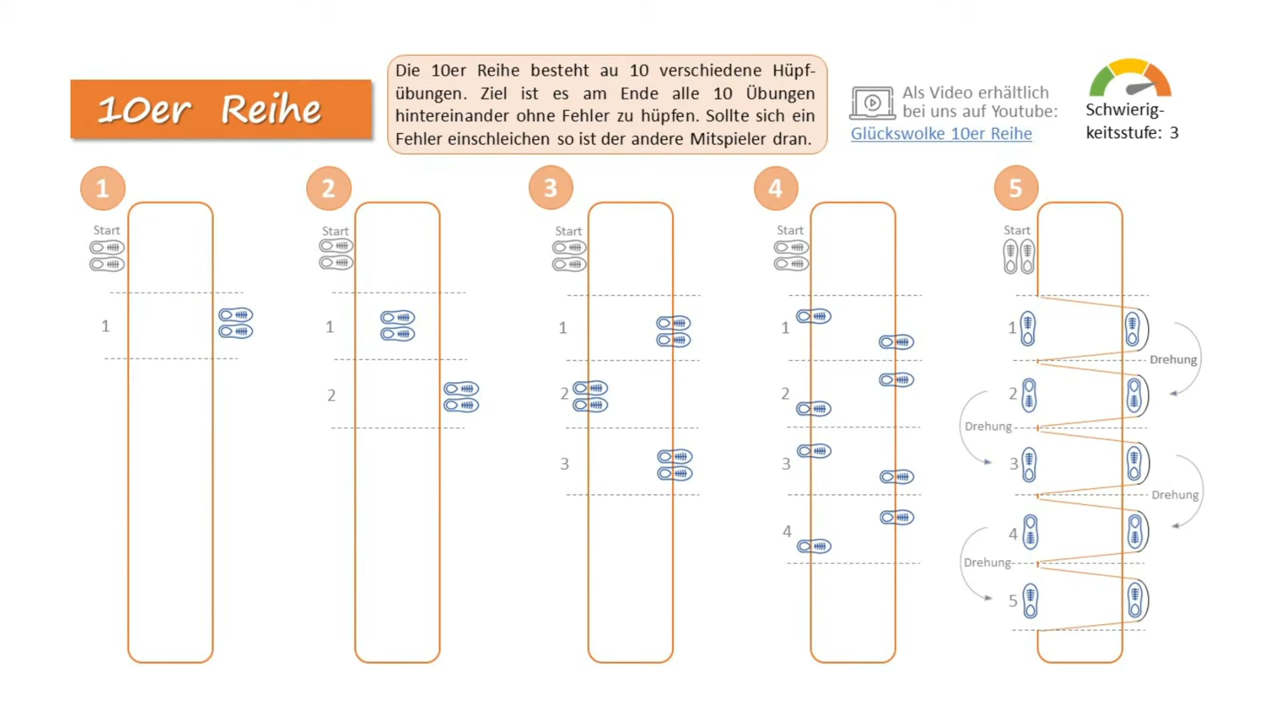 10er Reihe
Die 10er Reihe besteht au 10 verschiedene Hüpf-
übungen. Ziel ist es am Ende alle 10 Übungen
hintereinander ohne Fehler zu hüpfen. Sollte sich ein
Fehler einschleichen so ist der andere Mitspieler dran.
Als Video erhältlich
bei uns auf Youtube:
Glückswolke 10er Reihe
Schwierig-
keitsstufe: 3
1
Start
1
2
Start
1
2
3
Start
1
2
3
4
Start
1
2
3
4
5
Start
1
Drehung
2
Drehung
3
Drehung
4
Drehung
5